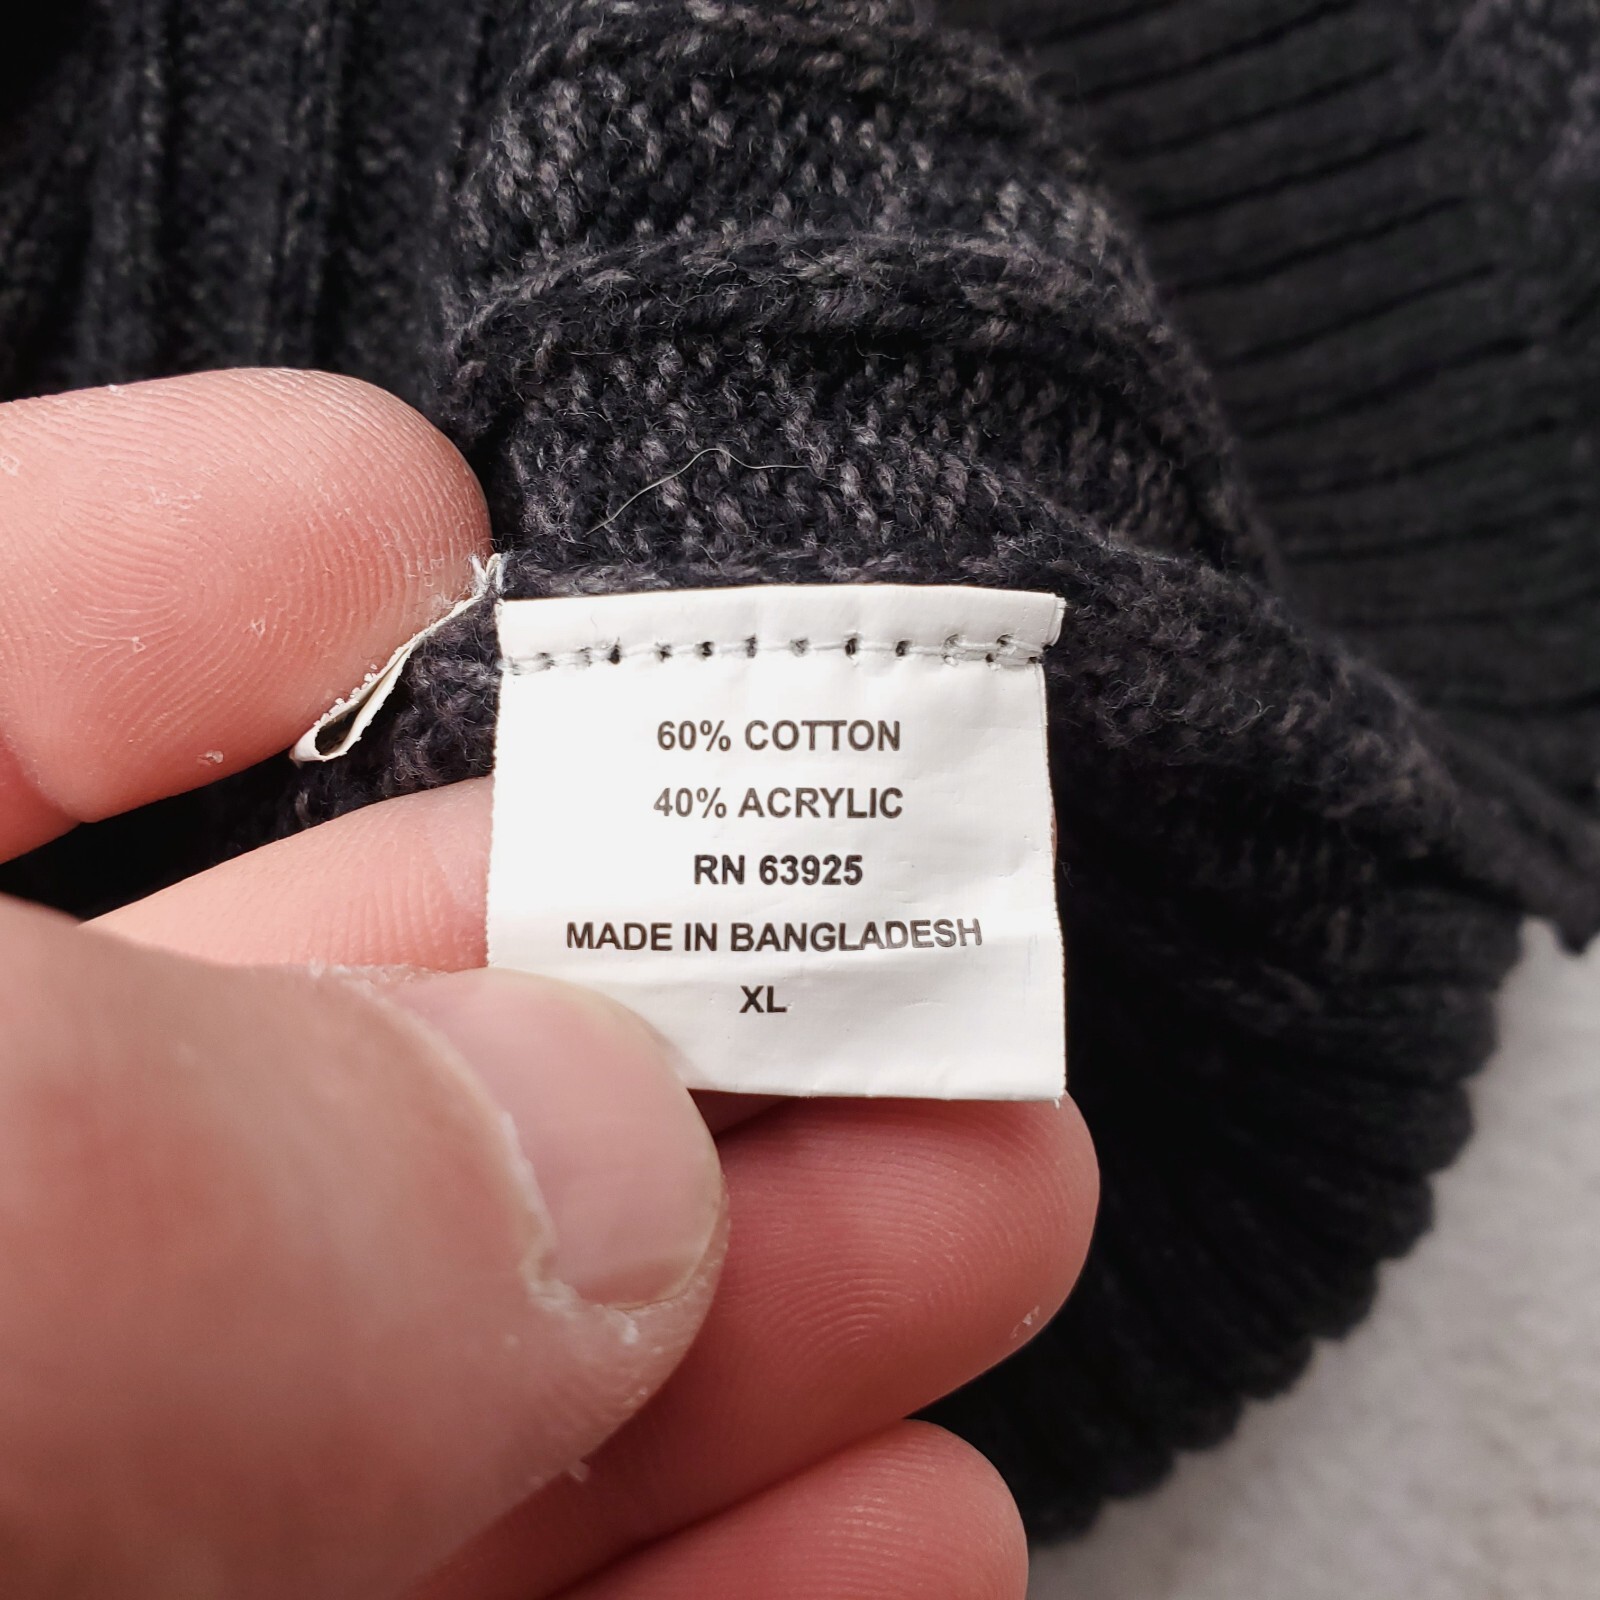 60% COTTON
40% ACRYLIC
RN 63925
MADE IN BANGLADESH
XL